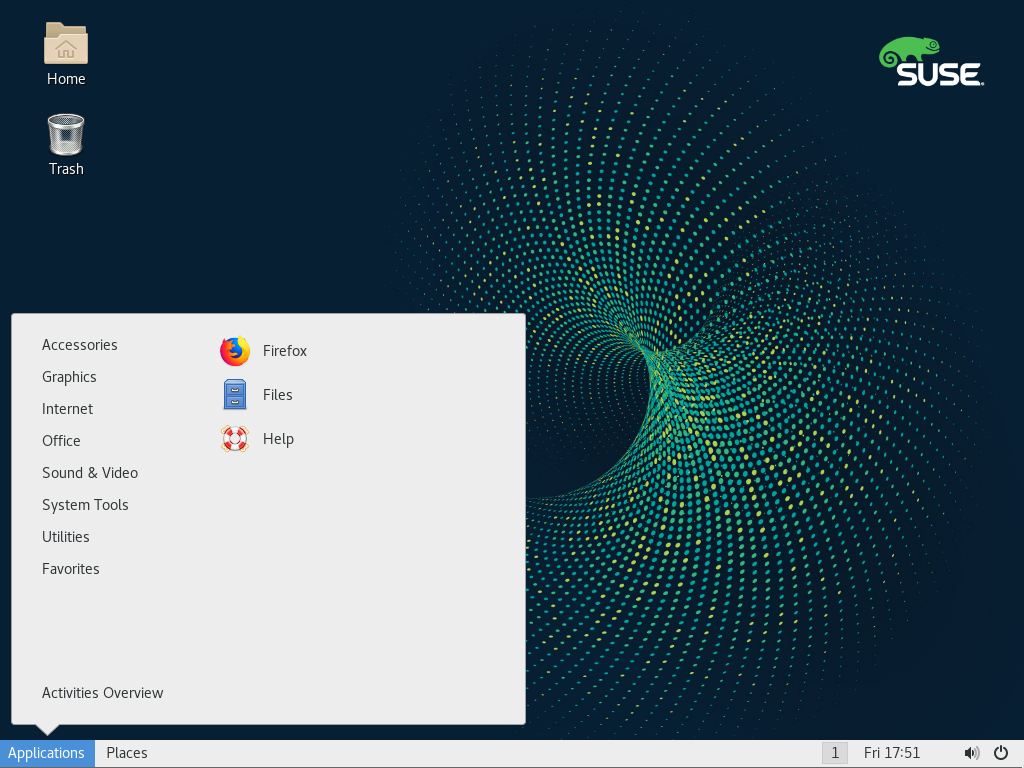 Home
SUSE
Trash
Accessories
Graphics
Internet
Office
Sound & Video
System Tools
Utilities
Favorites
Firefox
Files
Help
Activities Overview
Applications Places 1 Fri 17:51